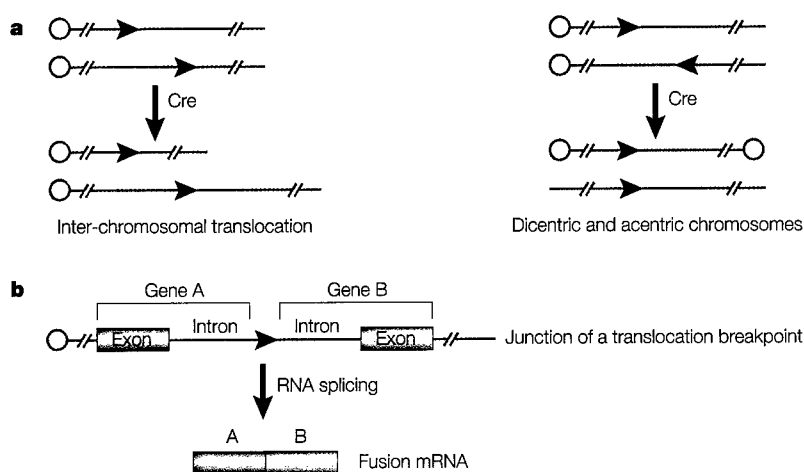 a
Cre
Cre
Inter-chromosomal translocation
Dicentric and acentric chromosomes
b
Gene A
Gene B
Exon
Intron
Intron
Exon
Junction of a translocation breakpoint
RNA splicing
A B
Fusion mRNA